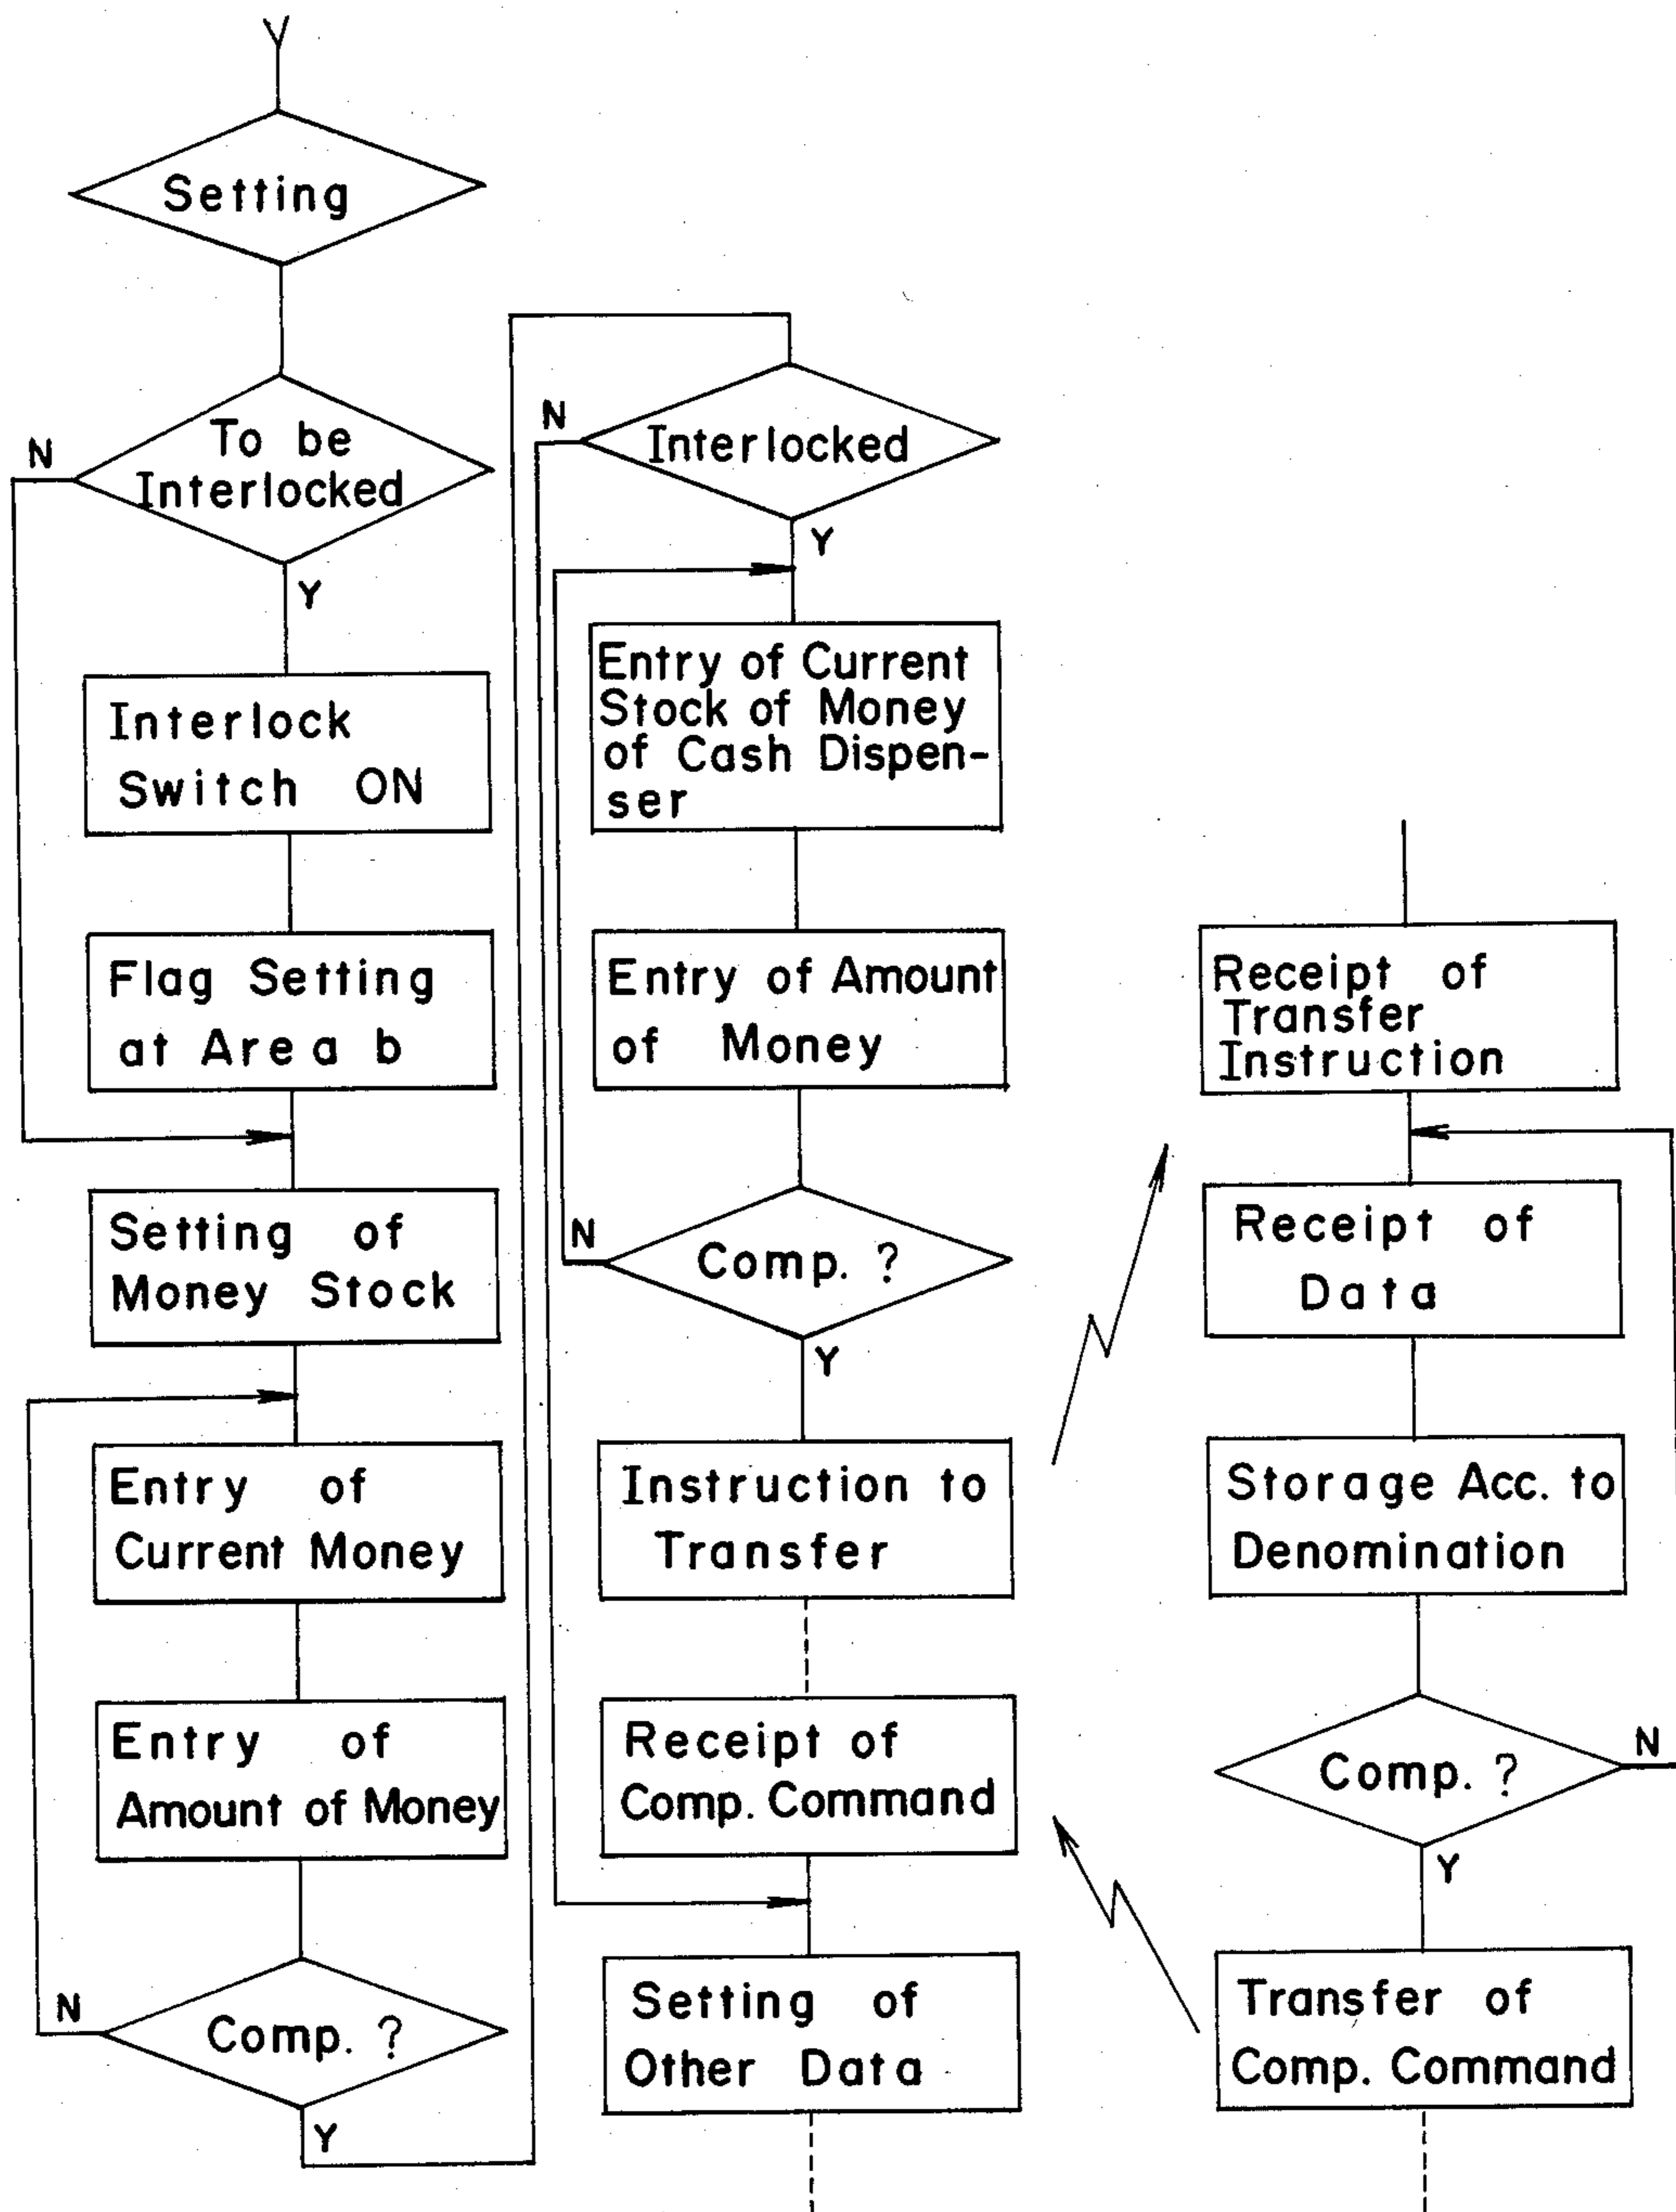 Y
Setting
To be
Interlocked
N
Y
Interlock
Switch ON
Flag Setting
at Area b
Setting of
Money Stock
Entry of
Current Money
Entry of
Amount of Money
N
Comp. ?
Y
N
Interlocked
Y
Entry of Current
Stock of Money
of Cash Dispen-
ser
Entry of Amount
of Money
N
Comp. ?
Y
Instruction to
Transfer
Receipt of
Comp. Command
Setting of
Other Data
Receipt of
Transfer
Instruction
Receipt of
Data
Storage Acc. to
Denomination
Comp. ?
N
Y
Transfer of
Comp. Command